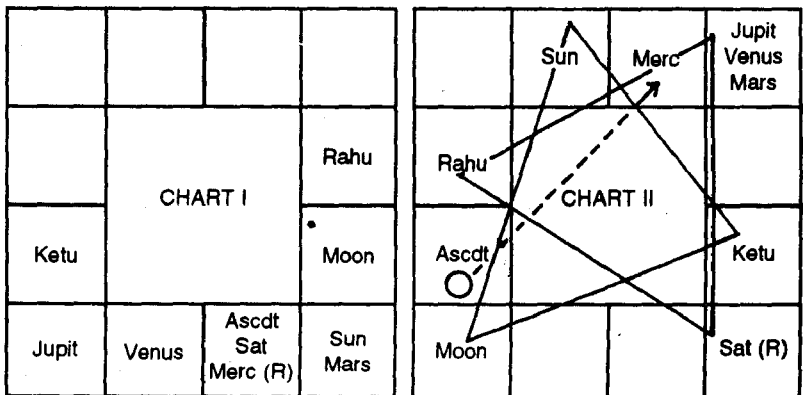 Rahu
CHART I
Ketu
Moon
Jupit
Venus
Ascdt
Sat
Merc (R)
Sun
Mars
Sun
Merc
Jupit
Venus
Mars
Rahu
CHART II
Ascdt
Ketu
Moon
Sat (R)